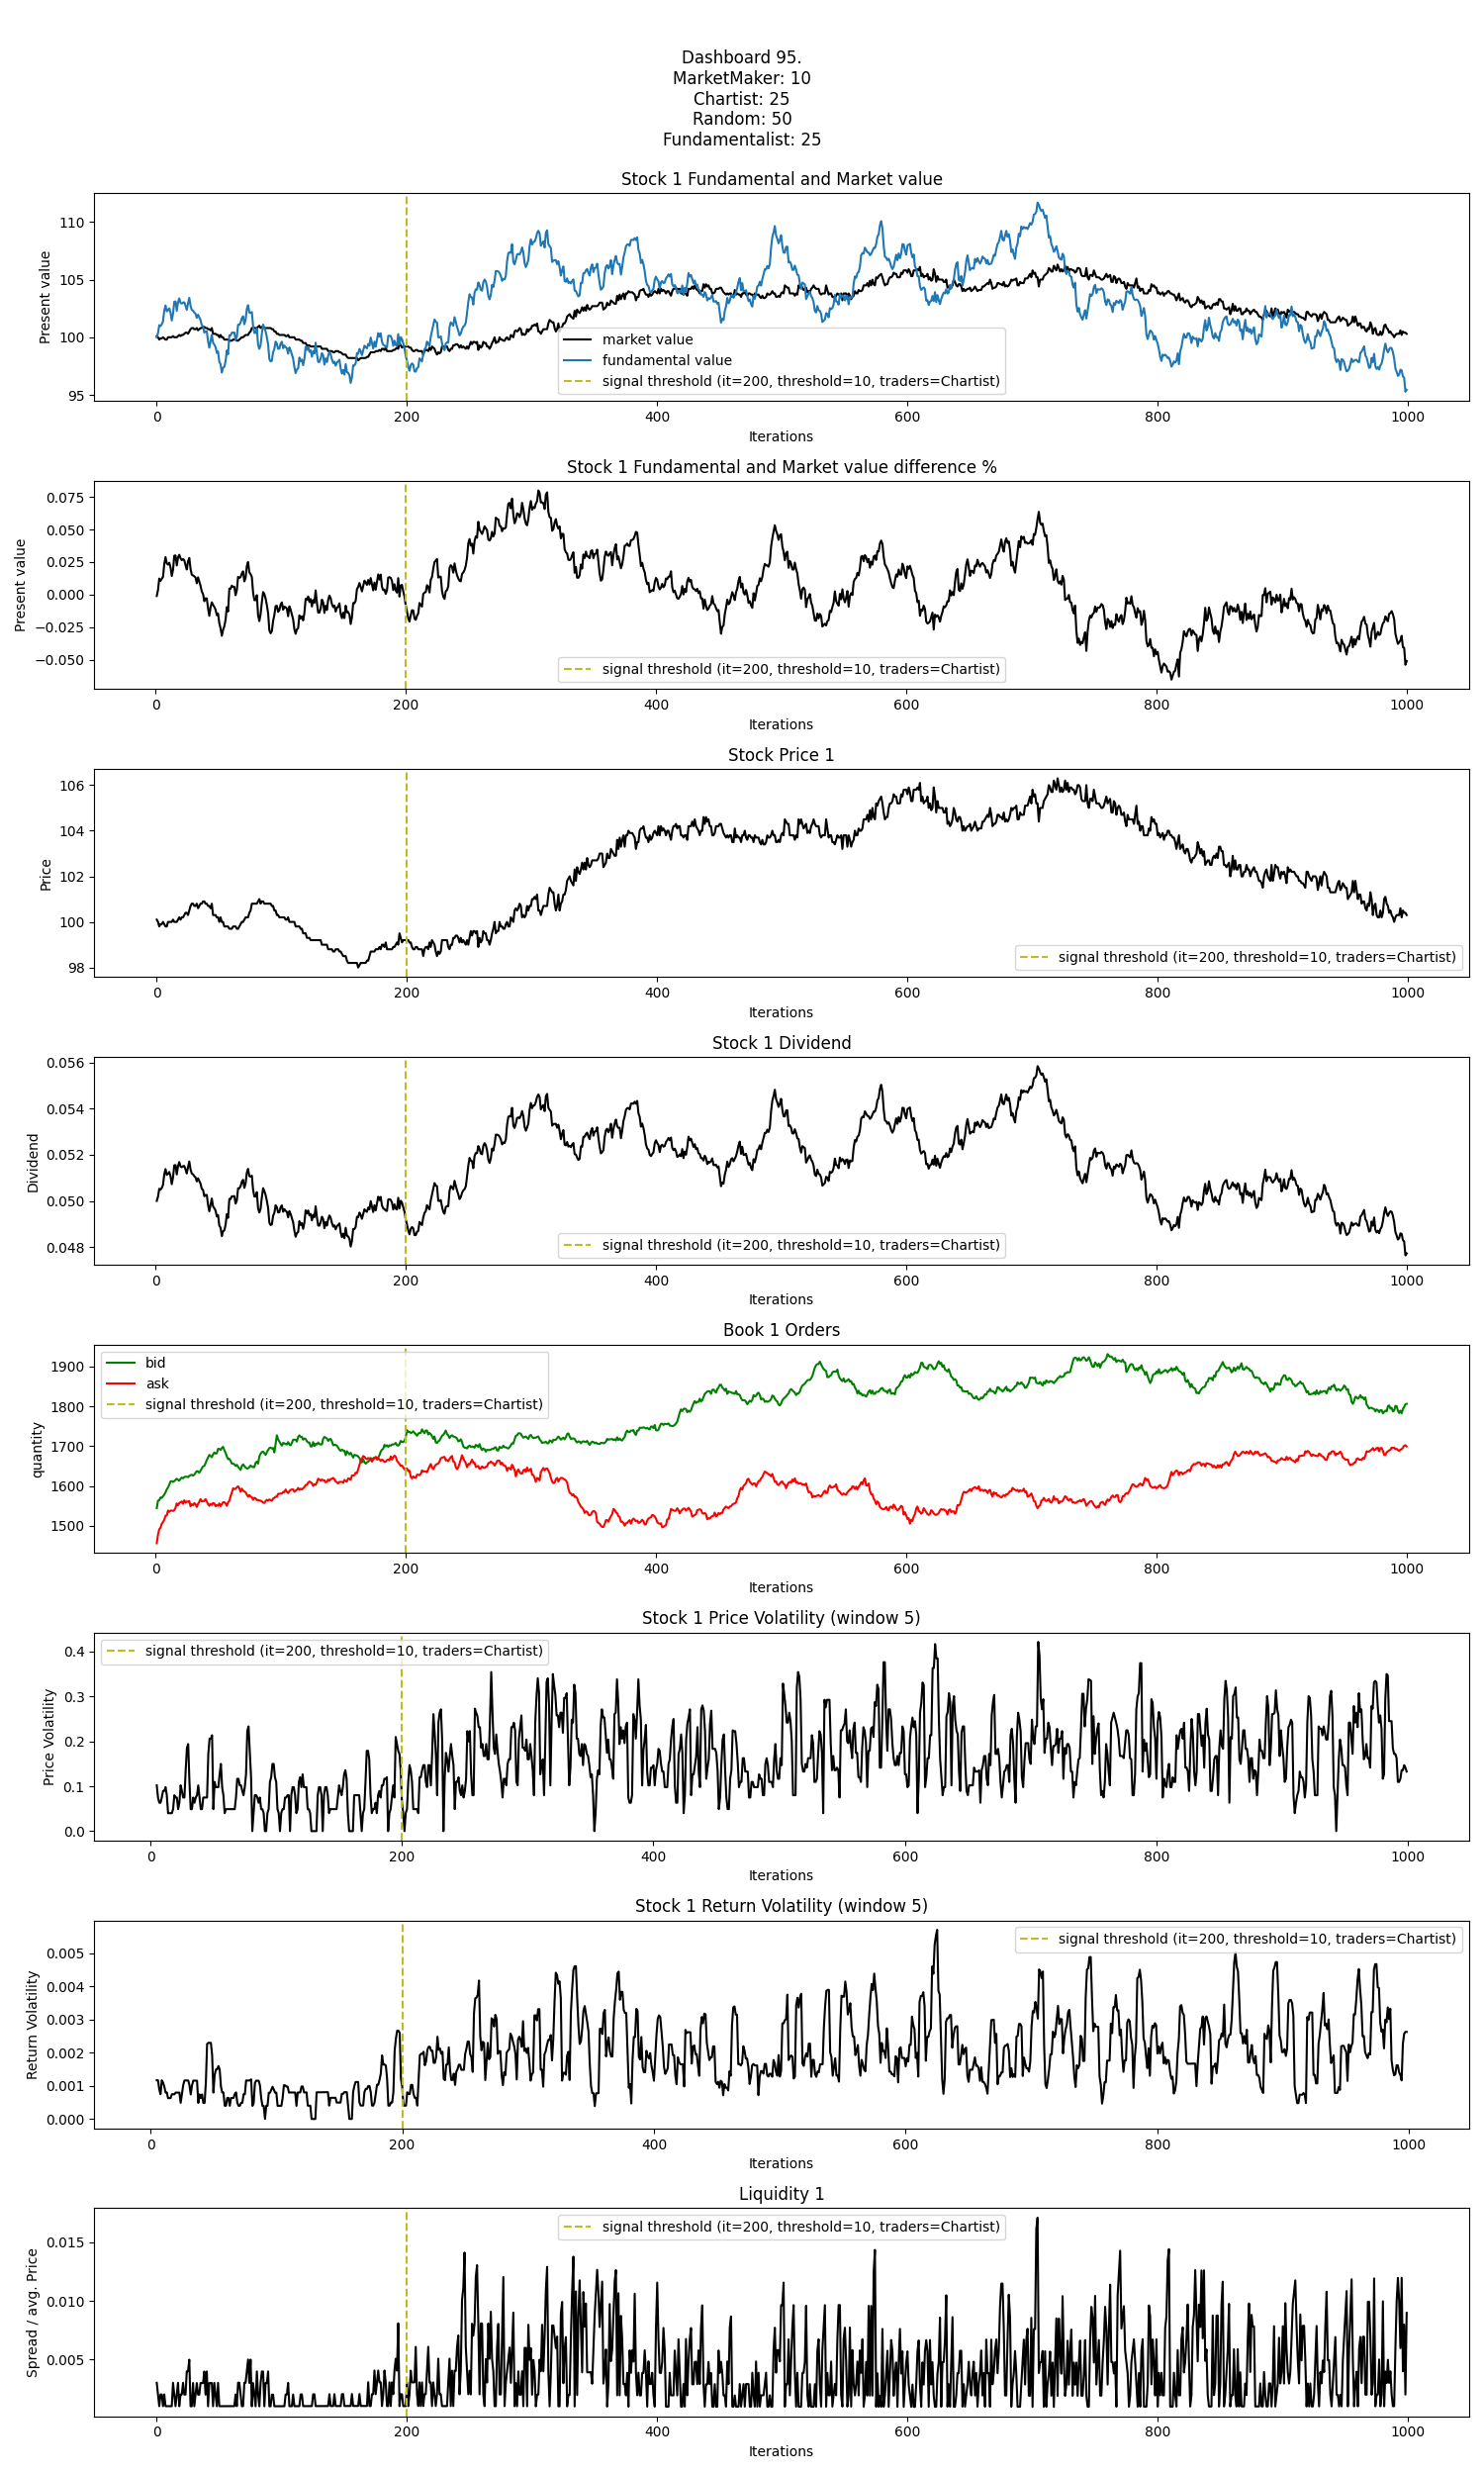 Dashboard 95.
MarketMaker: 10
Chartist: 25
Random: 50
Fundamentalist: 25
Stock 1 Fundamental and Market value
Present value
110
105
100
95
market value
fundamental value
signal threshold (it=200, threshold=10, traders=Chartist)
0 200 400 600 800 1000
Iterations
Stock 1 Fundamental and Market value difference %
Present value
0.075
0.050
0.025
0.000
−0.025
−0.050
signal threshold (it=200, threshold=10, traders=Chartist)
0 200 400 600 800 1000
Iterations
Stock Price 1
Price
106
104
102
100
98
signal threshold (it=200, threshold=10, traders=Chartist)
0 200 400 600 800 1000
Iterations
Stock 1 Dividend
Dividend
0.056
0.054
0.052
0.050
0.048
signal threshold (it=200, threshold=10, traders=Chartist)
0 200 400 600 800 1000
Iterations
Book 1 Orders
quantity
1900
1800
1700
1600
1500
bid
ask
signal threshold (it=200, threshold=10, traders=Chartist)
0 200 400 600 800 1000
Iterations
Stock 1 Price Volatility (window 5)
Price Volatility
0.4
0.3
0.2
0.1
0.0
signal threshold (it=200, threshold=10, traders=Chartist)
0 200 400 600 800 1000
Iterations
Stock 1 Return Volatility (window 5)
Return Volatility
0.005
0.004
0.003
0.002
0.001
0.000
signal threshold (it=200, threshold=10, traders=Chartist)
0 200 400 600 800 1000
Iterations
Liquidity 1
Spread / avg. Price
0.015
0.010
0.005
signal threshold (it=200, threshold=10, traders=Chartist)
0 200 400 600 800 1000
Iterations